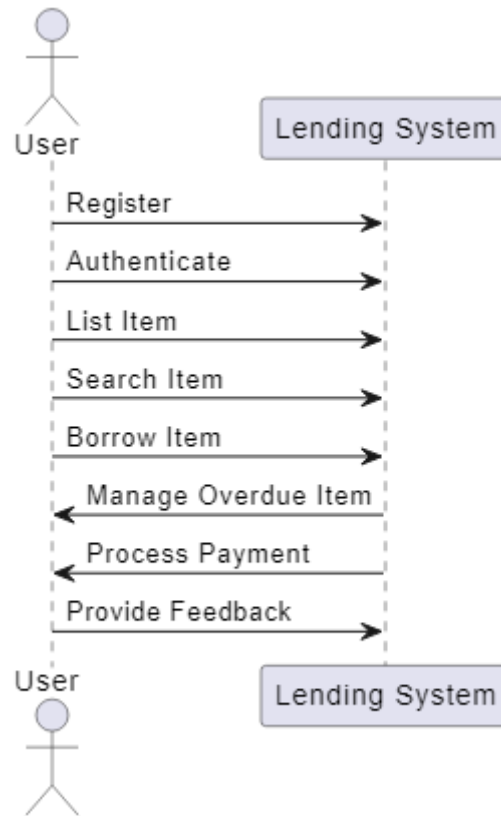 User
Lending System
Register
Authenticate
List Item
Search Item
Borrow Item
Manage Overdue Item
Process Payment
Provide Feedback
User
Lending System